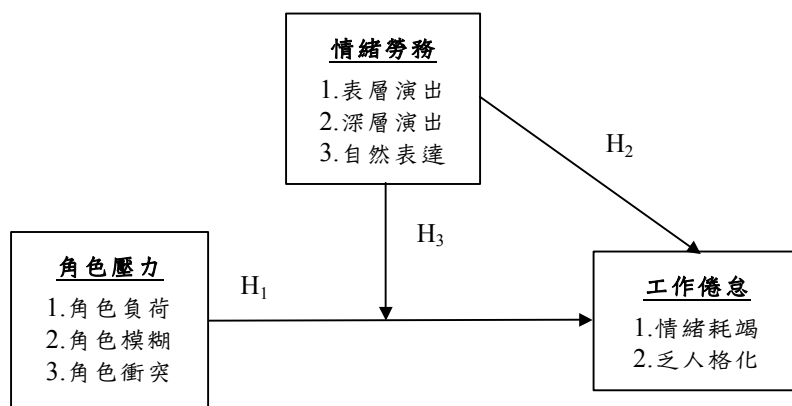 情緒勞務
1.表層演出
2.深層演出
3.自然表達
H₂
H₃
角色壓力
1.角色負荷
2.角色模糊
3.角色衝突
H₁
工作倦怠
1.情緒耗竭
2.乏人格化